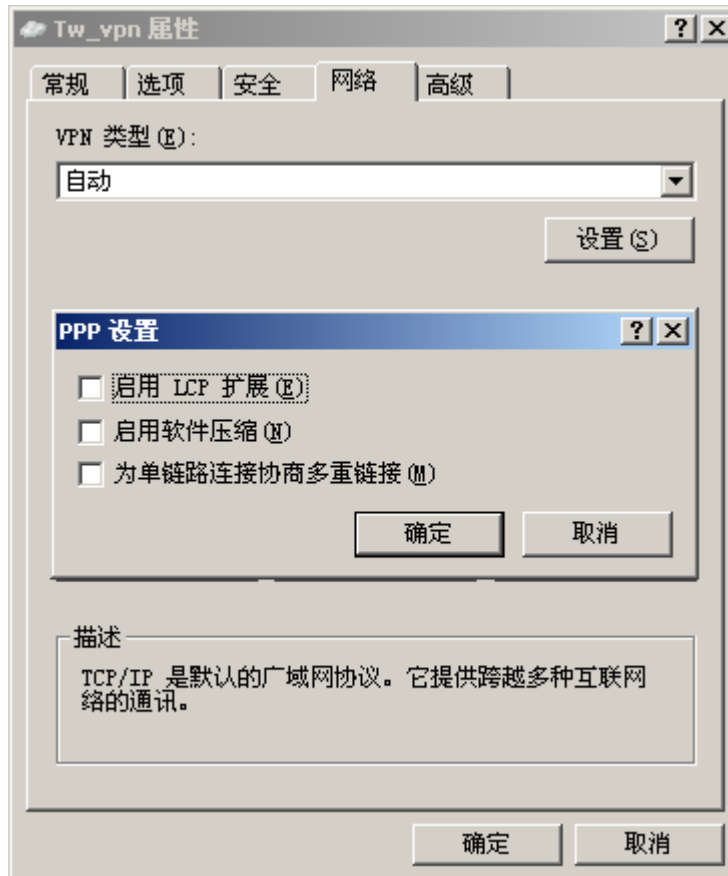 Tw_vpn 属性
常规 选项 安全 网络 高级
VPN 类型(E):
自动
设置(S)
PPP 设置
启用 LCP 扩展(E)
启用软件压缩(N)
为单链路连接协商多重链接(M)
确定 取消
描述
TCP/IP 是默认的广域网协议。它提供跨越多种互联网
络的通讯。
确定 取消